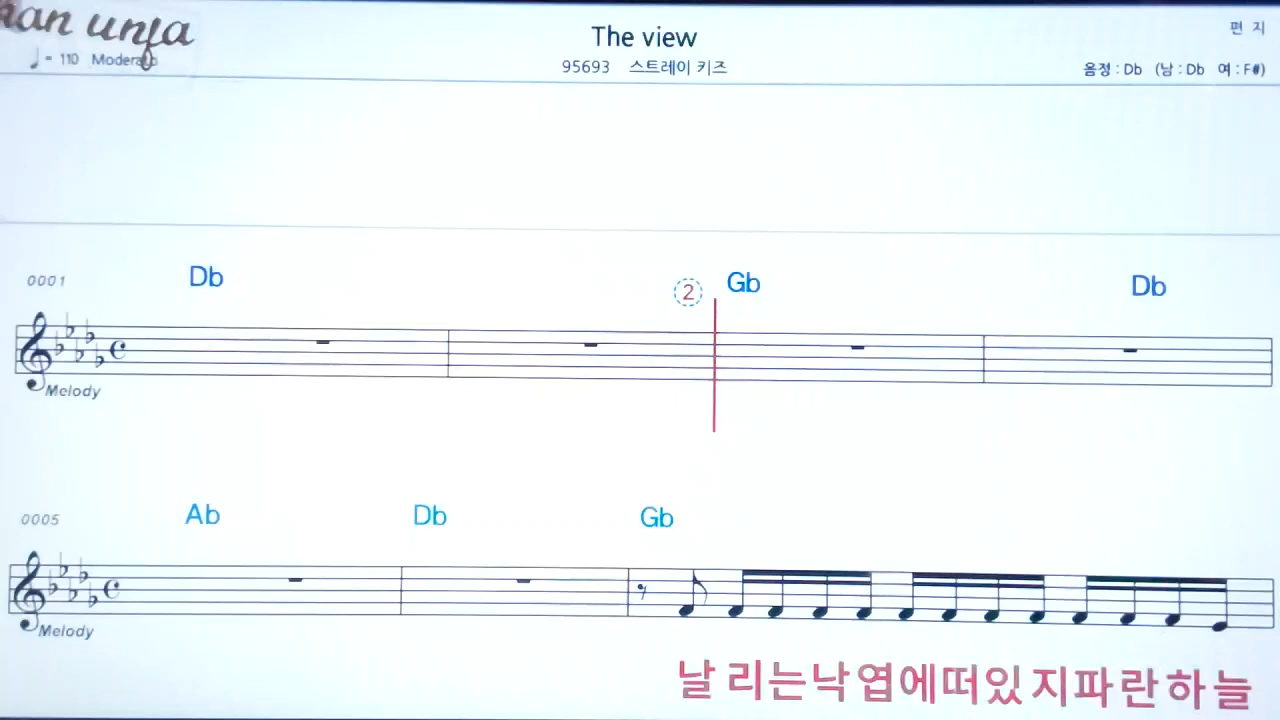 The view
편 지
♩= 110 Moderato
95693 스트레이 키즈
음정 : Db (남 : Db 여 : F#)
0001 Db ② Gb Db
Melody
0005 Ab Db Gb
Melody
날 리는낙엽에떠있지파란하늘